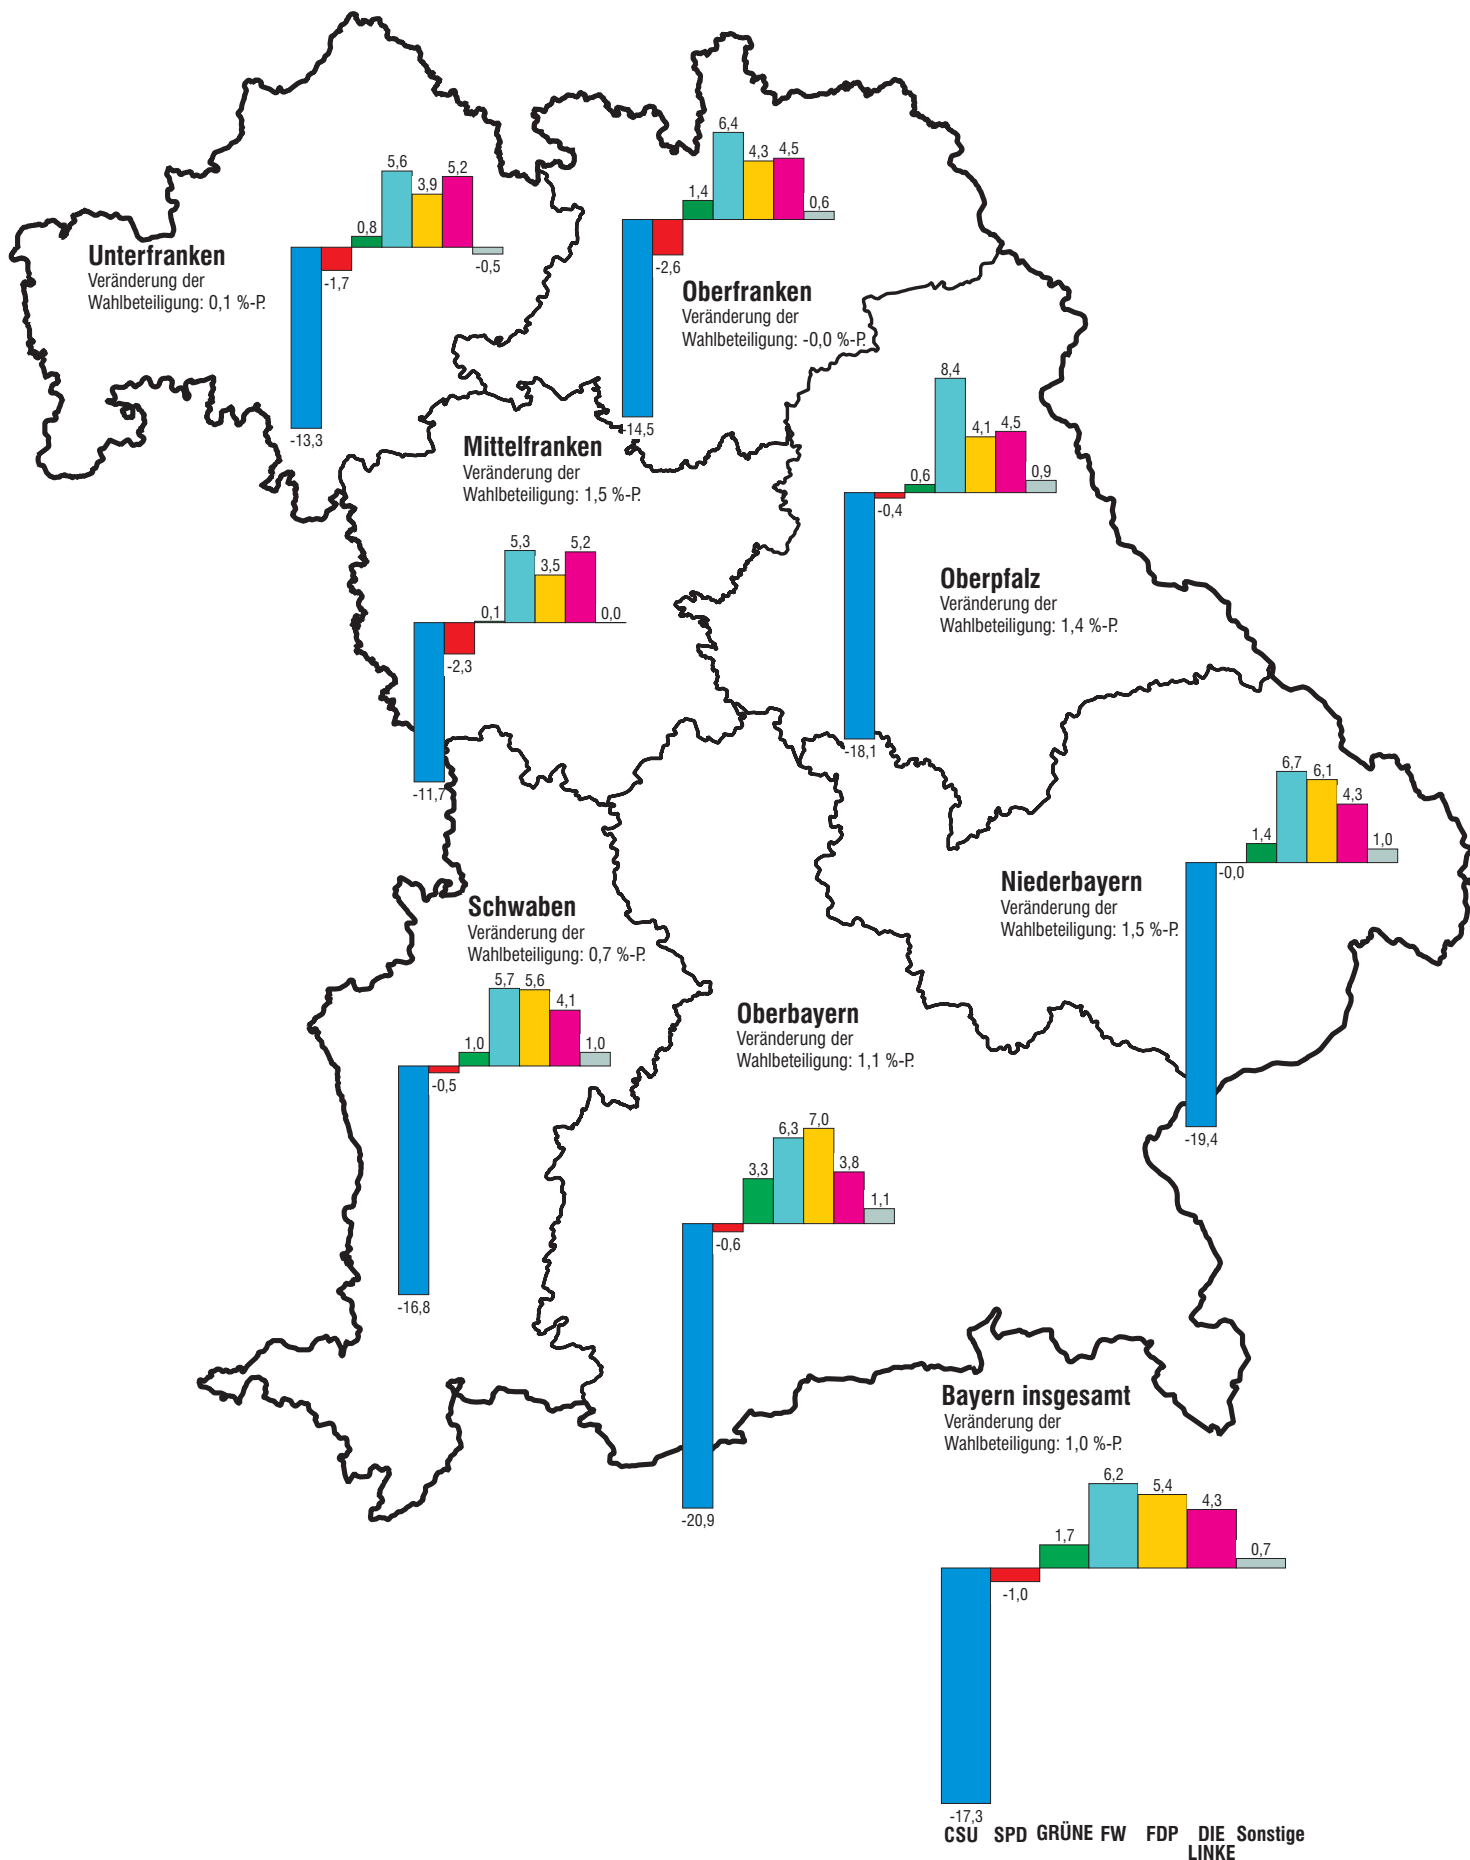 Unterfranken
Veränderung der
Wahlbeteiligung: 0,1 %-P.
-13,3
-1,7
0,8
5,6
3,9
5,2
-0,5
Oberfranken
Veränderung der
Wahlbeteiligung: -0,0 %-P.
-14,5
-2,6
1,4
6,4
4,3
4,5
0,6
Mittelfranken
Veränderung der
Wahlbeteiligung: 1,5 %-P.
-11,7
-2,3
0,1
5,3
3,5
5,2
0,0
Oberpfalz
Veränderung der
Wahlbeteiligung: 1,4 %-P.
-18,1
-0,4
0,6
8,4
4,1
4,5
0,9
Niederbayern
Veränderung der
Wahlbeteiligung: 1,5 %-P.
-19,4
-0,0
1,4
6,7
6,1
4,3
1,0
Schwaben
Veränderung der
Wahlbeteiligung: 0,7 %-P.
-16,8
-0,5
1,0
5,7
5,6
4,1
1,0
Oberbayern
Veränderung der
Wahlbeteiligung: 1,1 %-P.
-20,9
-0,6
3,3
6,3
7,0
3,8
1,1
Bayern insgesamt
Veränderung der
Wahlbeteiligung: 1,0 %-P.
-17,3
-1,0
1,7
6,2
5,4
4,3
0,7
CSU SPD GRÜNE FW FDP DIE Sonstige
LINKE